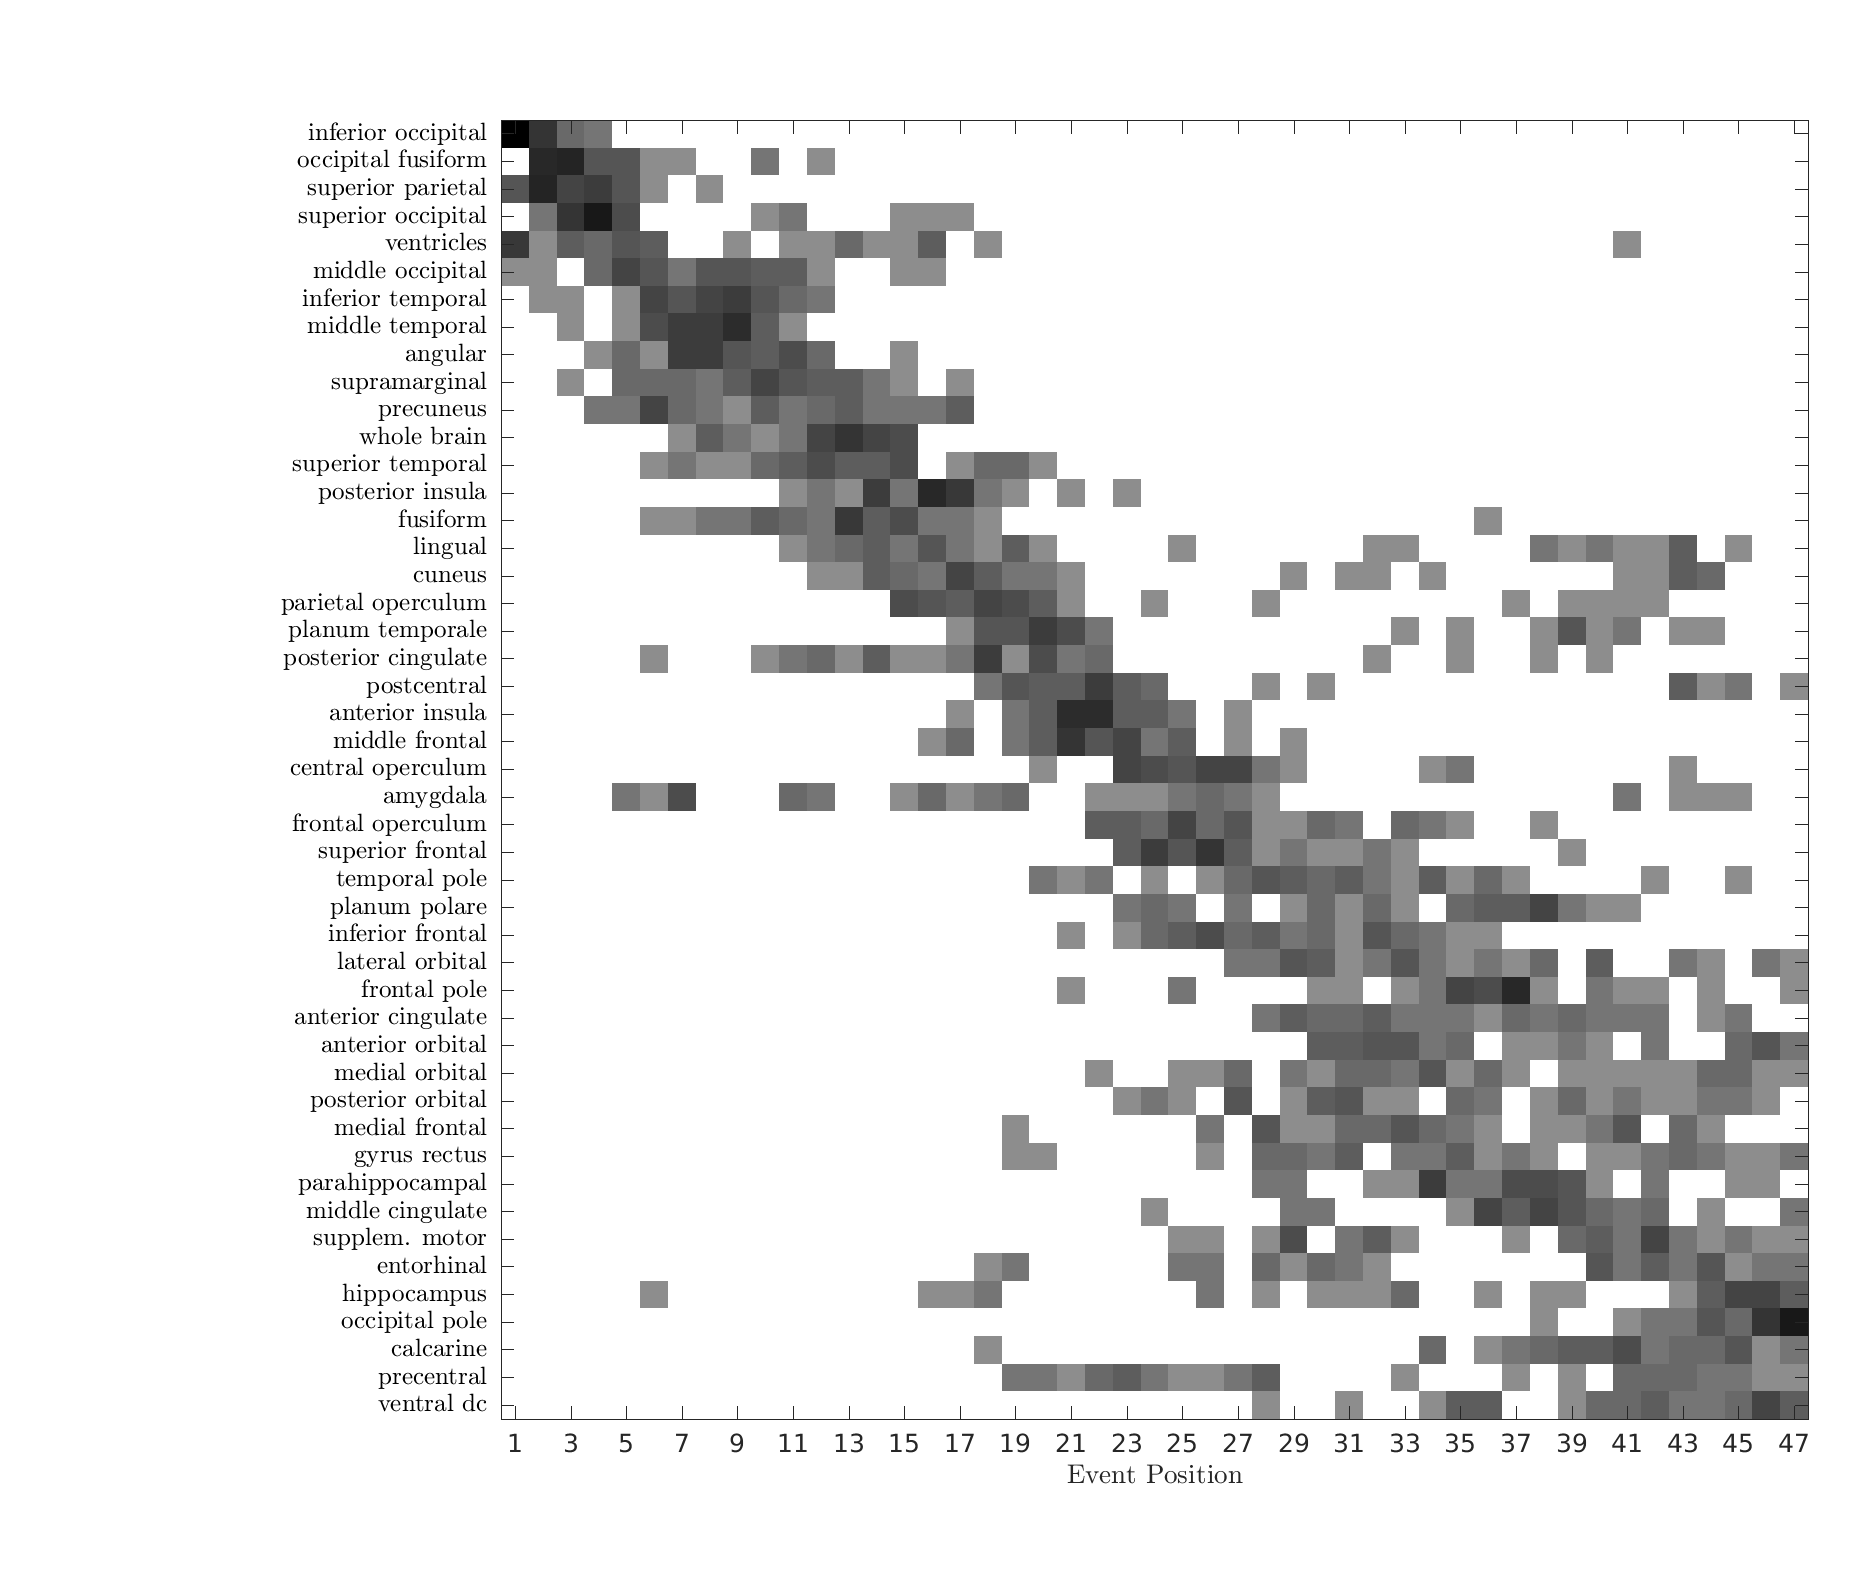 inferior occipital
occipital fusiform
superior parietal
superior occipital
ventricles
middle occipital
inferior temporal
middle temporal
angular
supramarginal
precuneus
whole brain
superior temporal
posterior insula
fusiform
lingual
cuneus
parietal operculum
planum temporale
posterior cingulate
postcentral
anterior insula
middle frontal
central operculum
amygdala
frontal operculum
superior frontal
temporal pole
planum polare
inferior frontal
lateral orbital
frontal pole
anterior cingulate
anterior orbital
medial orbital
posterior orbital
medial frontal
gyrus rectus
parahippocampal
middle cingulate
supplem. motor
entorhinal
hippocampus
occipital pole
calcarine
precentral
ventral dc
1 3 5 7 9 11 13 15 17 19 21 23 25 27 29 31 33 35 37 39 41 43 45 47
Event Position